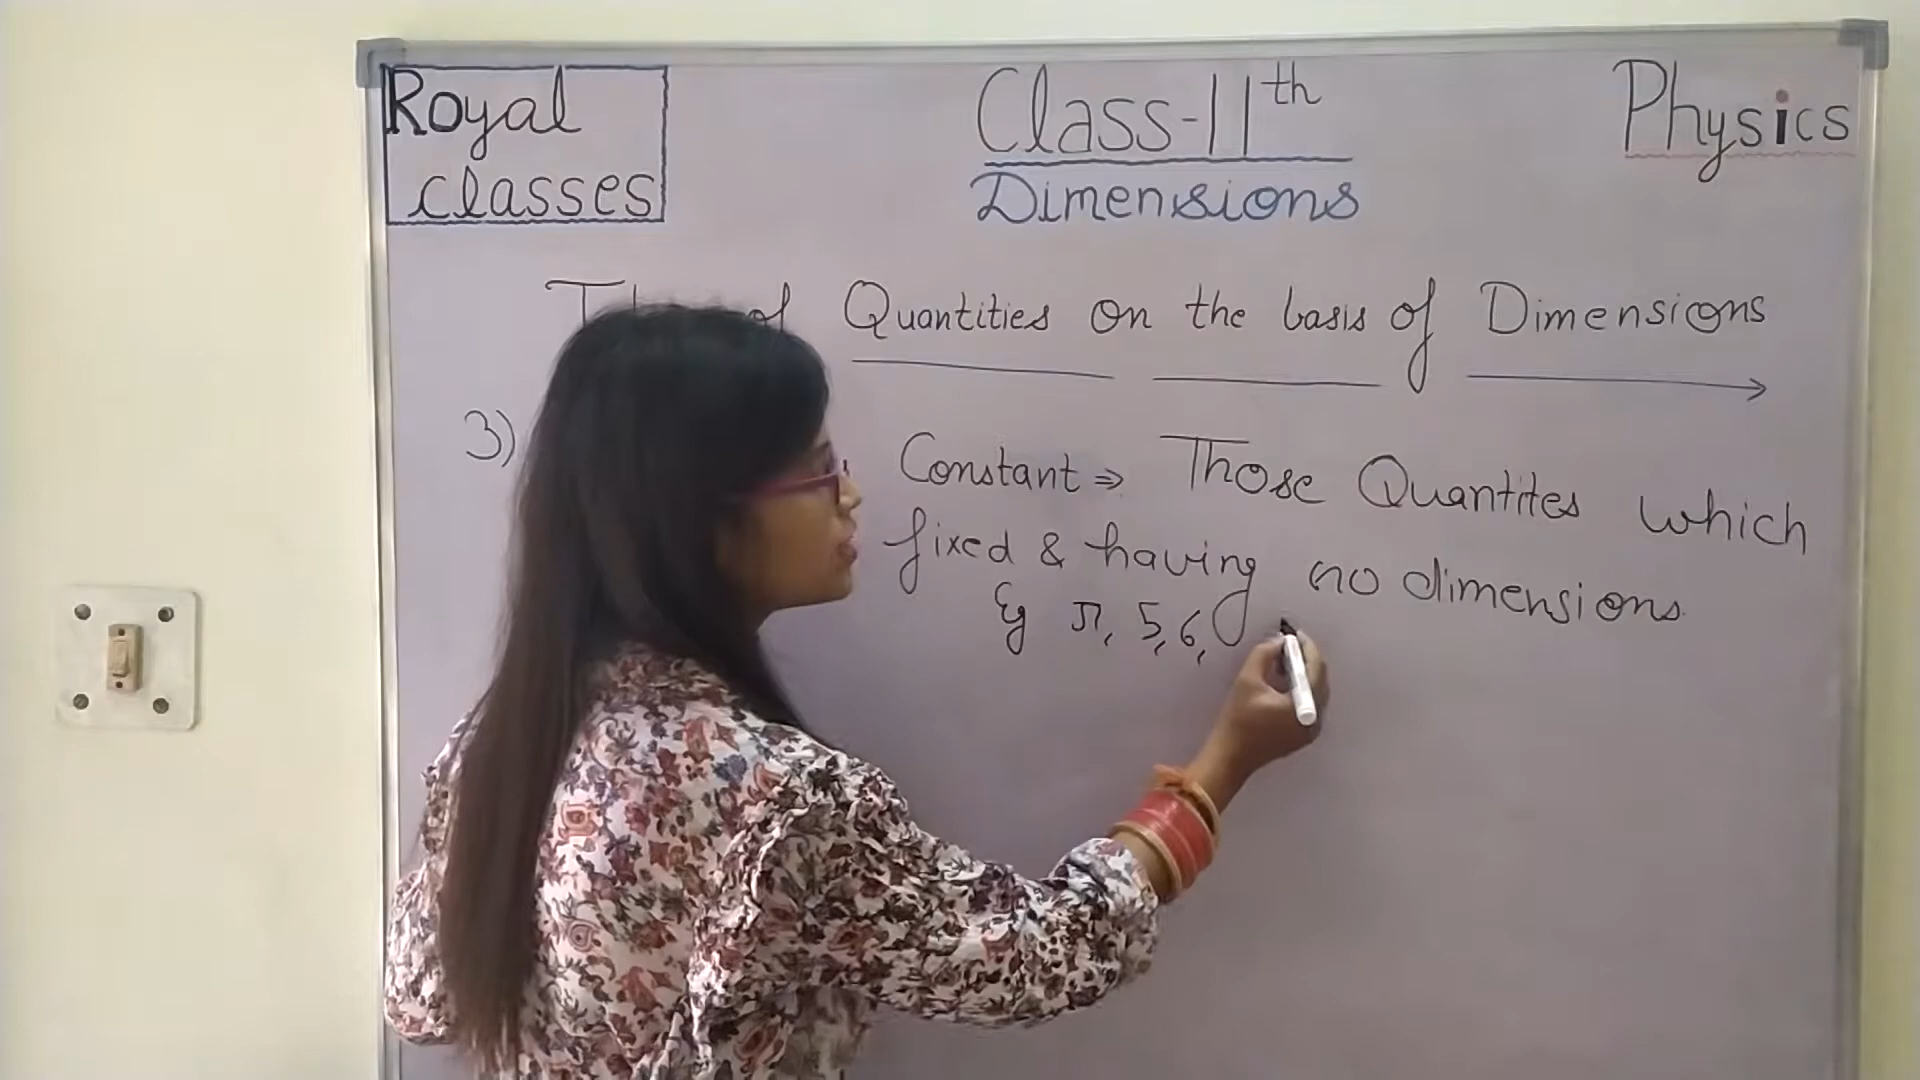 Royal
classes
Class-11th
Dimensions
Physics
of Quantities on the basis of Dimensions
3)
Constant ⇒ Those Quantites which
fixed & having no dimensions
Eg π, 5, 6,